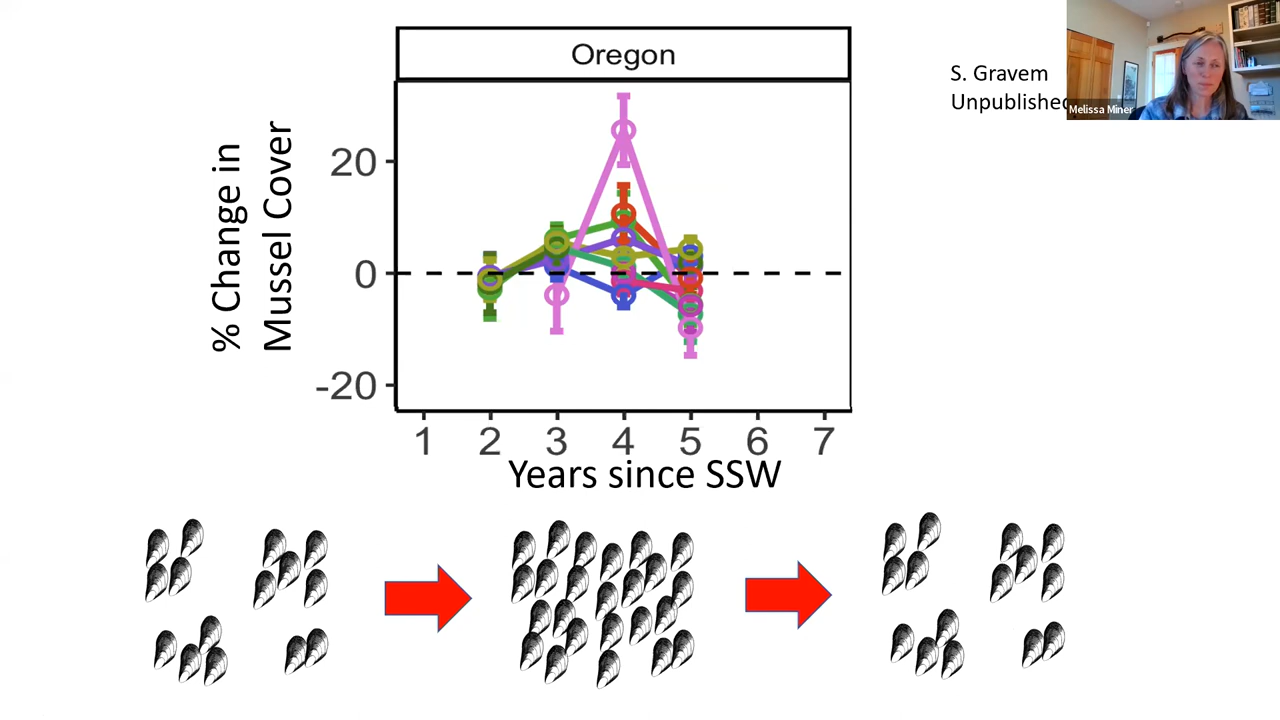 Oregon
S. Gravem
Unpublished
Melissa Miner
% Change in
Mussel Cover
20
0
-20
1 2 3 4 5 6 7
Years since SSW